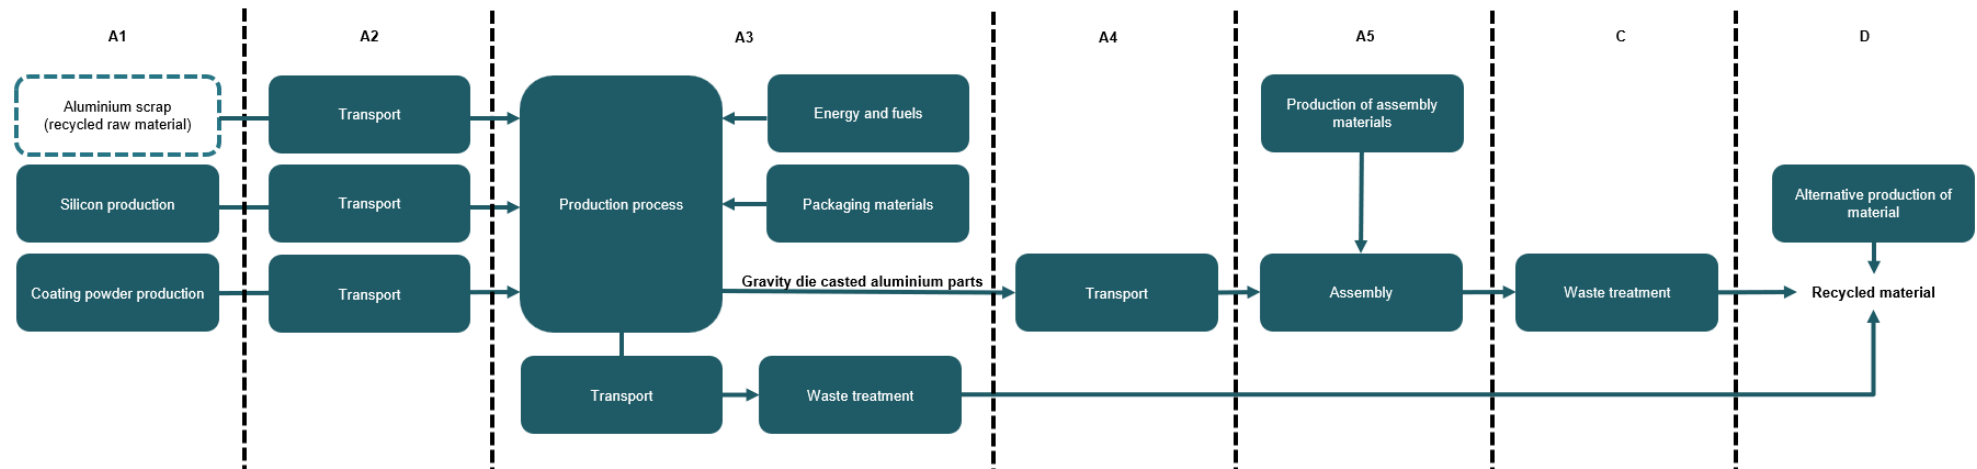 A1
A2
A3
A4
A5
C
D
Aluminium scrap
(recycled raw material)
Transport
Energy and fuels
Production of assembly
materials
Silicon production
Transport
Production process
Packaging materials
Alternative production of
material
Coating powder production
Transport
Gravity die casted aluminium parts
Transport
Assembly
Waste treatment
Recycled material
Transport
Waste treatment